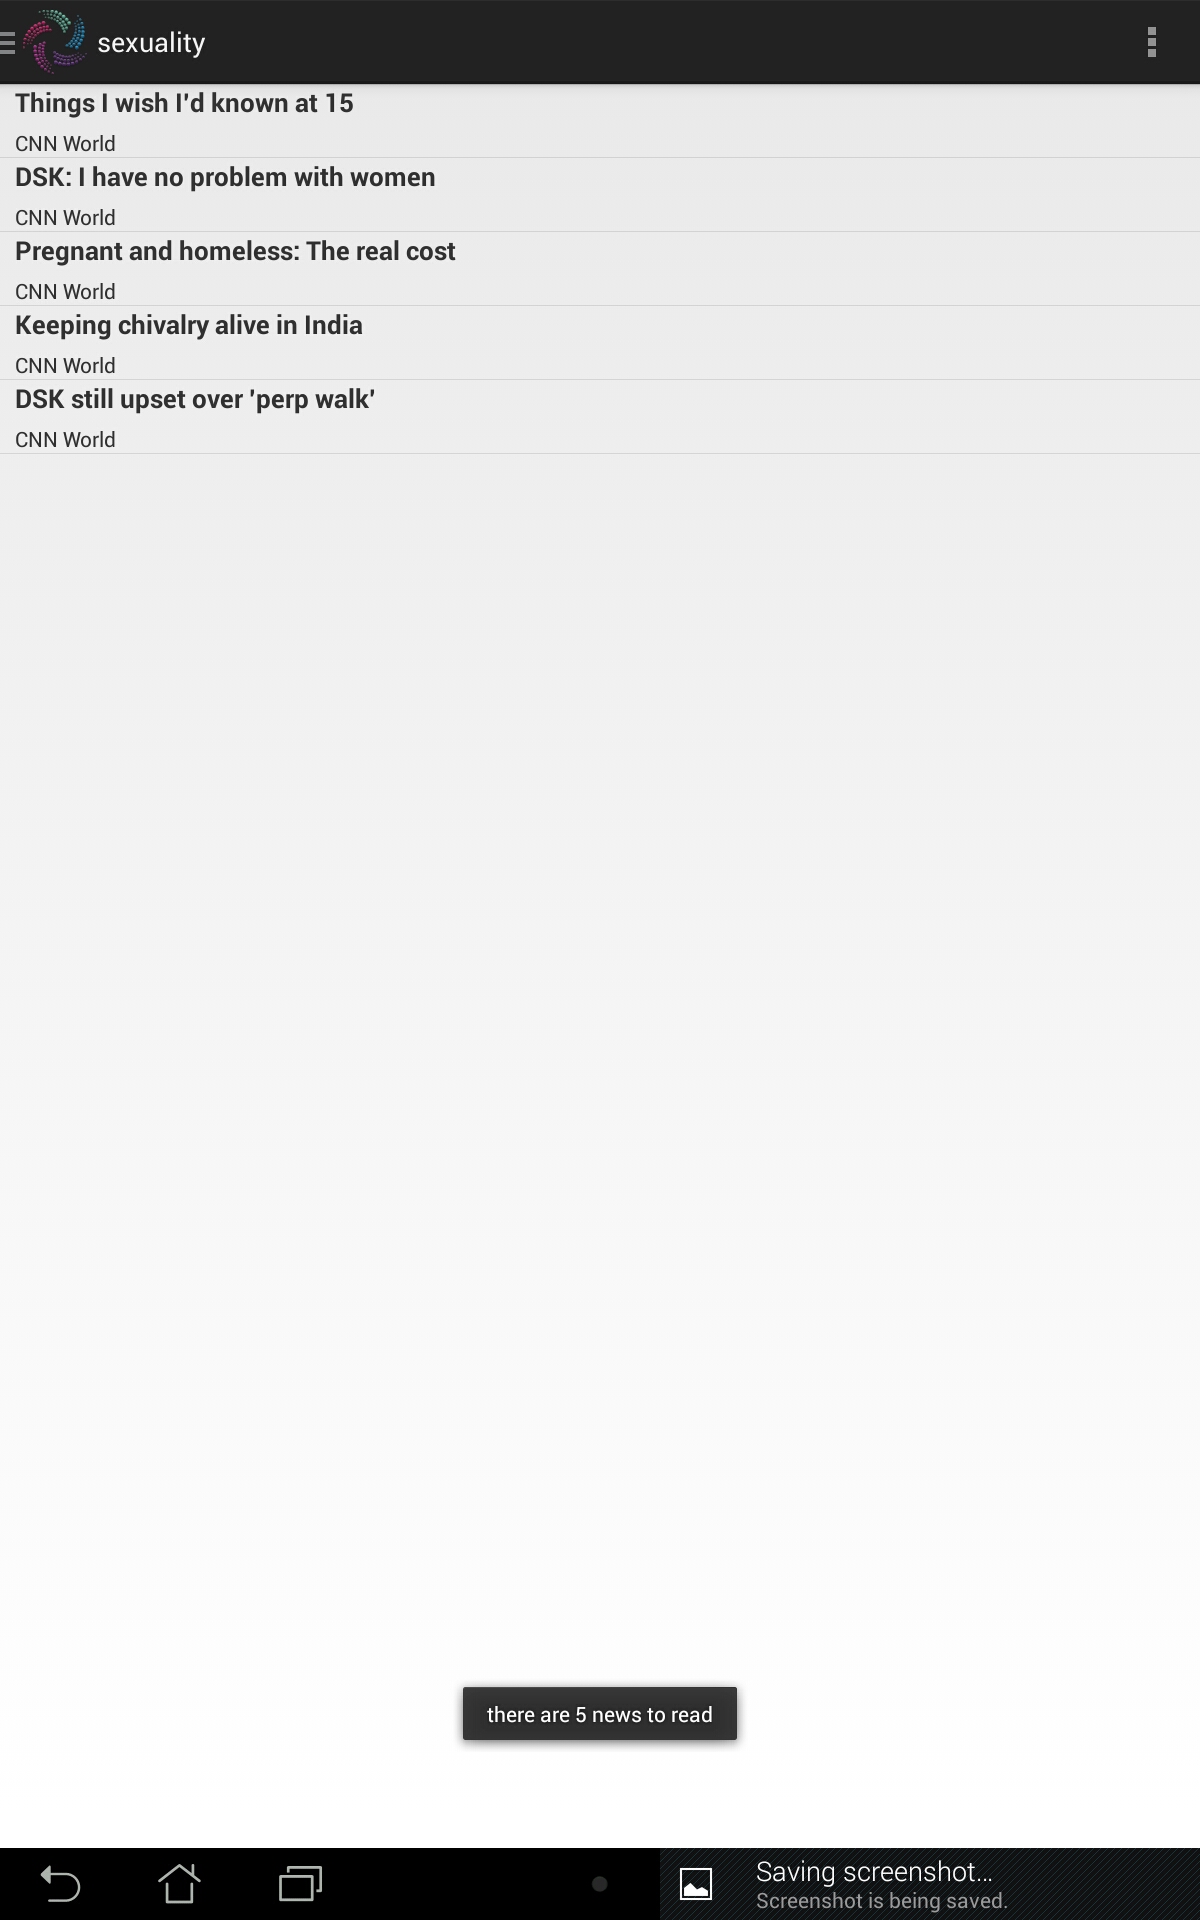 sexuality
Things I wish I'd known at 15
CNN World
DSK: I have no problem with women
CNN World
Pregnant and homeless: The real cost
CNN World
Keeping chivalry alive in India
CNN World
DSK still upset over 'perp walk'
CNN World
there are 5 news to read
Saving screenshot...
Screenshot is being saved.